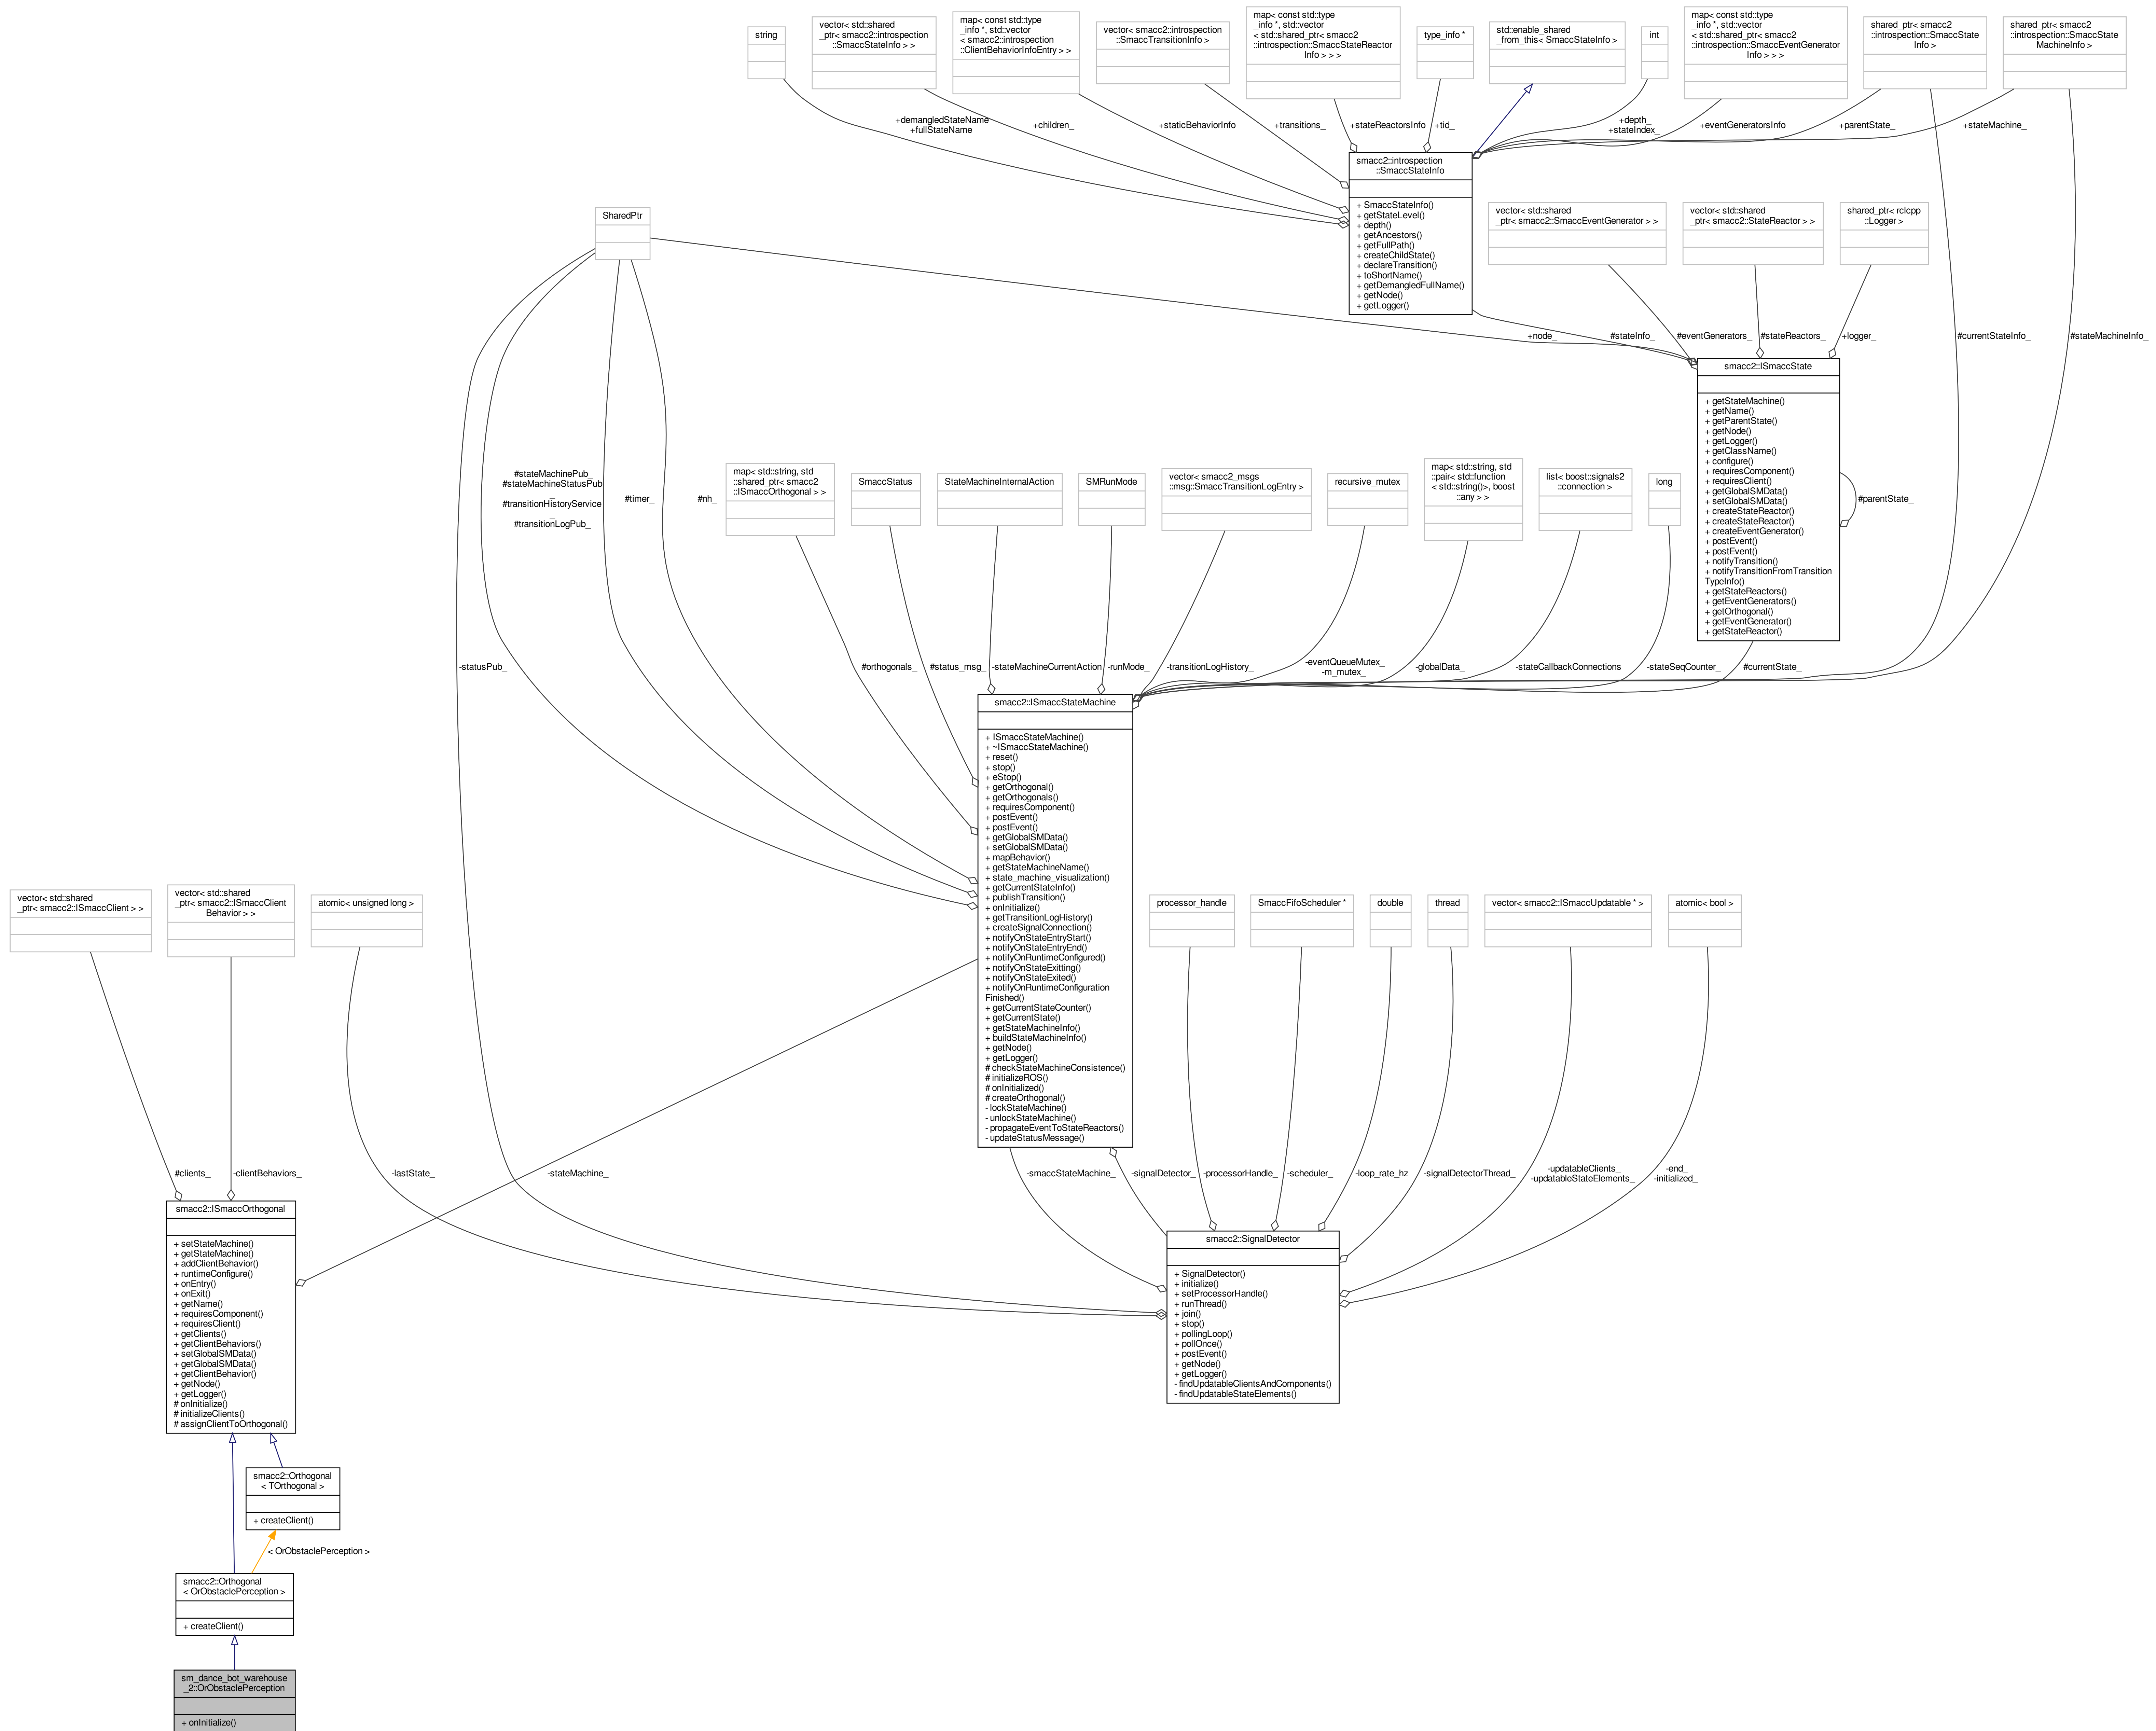 string
vector< std::shared
_ptr< smacc2::introspection
::SmaccStateInfo > >
map< const std::type
_info *, std::vector
< smacc2::introspection
::ClientBehaviorInfoEntry > >
vector< smacc2::introspection
::SmaccTransitionInfo >
map< const std::type
_info *, std::vector
< std::shared_ptr< smacc2
::introspection::SmaccStateReactor
Info > > >
type_info *
std::enable_shared
_from_this< SmaccStateInfo >
int
map< const std::type
_info *, std::vector
< std::shared_ptr< smacc2
::introspection::SmaccEventGenerator
Info > > >
shared_ptr< smacc2
::introspection::SmaccState
Info >
shared_ptr< smacc2
::introspection::SmaccState
MachineInfo >
+demangledStateName
+fullStateName
+children_
+staticBehaviorInfo
+transitions_
+stateReactorsInfo
+tid_
+depth_
+stateIndex_
+eventGeneratorsInfo
+parentState_
+stateMachine_
smacc2::introspection
::SmaccStateInfo
+ SmaccStateInfo()
+ getStateLevel()
+ depth()
+ getAncestors()
+ getFullPath()
+ createChildState()
+ declareTransition()
+ toShortName()
+ getDemangledFullName()
+ getNode()
+ getLogger()
SharedPtr
vector< std::shared
_ptr< smacc2::SmaccEventGenerator > >
vector< std::shared
_ptr< smacc2::StateReactor > >
shared_ptr< rclcpp
::Logger >
+node_
#stateInfo_
#eventGenerators_
#stateReactors_
+logger_
#currentStateInfo_
#stateMachineInfo_
smacc2::ISmaccState
+ getStateMachine()
+ getName()
+ getParentState()
+ getNode()
+ getLogger()
+ getClassName()
+ configure()
+ requiresComponent()
+ requiresClient()
+ getGlobalSMData()
+ setGlobalSMData()
+ createStateReactor()
+ createStateReactor()
+ createEventGenerator()
+ postEvent()
+ postEvent()
+ notifyTransition()
+ notifyTransitionFromTransition
TypeInfo()
+ getStateReactors()
+ getEventGenerators()
+ getOrthogonal()
+ getEventGenerator()
+ getStateReactor()
#parentState_
#stateMachinePub_
#stateMachineStatusPub
_
#transitionHistoryService
_
#transitionLogPub_
#timer_
#nh_
map< std::string, std
::shared_ptr< smacc2
::ISmaccOrthogonal > >
SmaccStatus
StateMachineInternalAction
SMRunMode
vector< smacc2_msgs
::msg::SmaccTransitionLogEntry >
recursive_mutex
map< std::string, std
::pair< std::function
< std::string()>, boost
::any > >
list< boost::signals2
::connection >
long
-statusPub_
#orthogonals_
#status_msg_
-stateMachineCurrentAction
-runMode_
-transitionLogHistory_
-eventQueueMutex_
-m_mutex_
-globalData_
-stateCallbackConnections
-stateSeqCounter_
#currentState_
smacc2::ISmaccStateMachine
+ ISmaccStateMachine()
+ ~ISmaccStateMachine()
+ reset()
+ stop()
+ eStop()
+ getOrthogonal()
+ getOrthogonals()
+ requiresComponent()
+ postEvent()
+ postEvent()
+ getGlobalSMData()
+ setGlobalSMData()
+ mapBehavior()
+ getStateMachineName()
+ state_machine_visualization()
+ getCurrentStateInfo()
+ publishTransition()
+ onInitialize()
+ getTransitionLogHistory()
+ createSignalConnection()
+ notifyOnStateEntryStart()
+ notifyOnStateEntryEnd()
+ notifyOnRuntimeConfigured()
+ notifyOnStateExitting()
+ notifyOnStateExited()
+ notifyOnRuntimeConfiguration
Finished()
+ getCurrentStateCounter()
+ getCurrentState()
+ getStateMachineInfo()
+ buildStateMachineInfo()
+ getNode()
+ getLogger()
# checkStateMachineConsistence()
# initializeROS()
# onInitialized()
# createOrthogonal()
- lockStateMachine()
- unlockStateMachine()
- propagateEventToStateReactors()
- updateStatusMessage()
vector< std::shared
_ptr< smacc2::ISmaccClient > >
vector< std::shared
_ptr< smacc2::ISmaccClient
Behavior > >
atomic< unsigned long >
processor_handle
SmaccFifoScheduler *
double
thread
vector< smacc2::ISmaccUpdatable * >
atomic< bool >
#clients_
-clientBehaviors_
-lastState_
-stateMachine_
-smaccStateMachine_
-signalDetector_
-processorHandle_
-scheduler_
-loop_rate_hz
-signalDetectorThread_
-updatableClients_
-updatableStateElements_
-end_
-initialized_
smacc2::ISmaccOrthogonal
+ setStateMachine()
+ getStateMachine()
+ addClientBehavior()
+ runtimeConfigure()
+ onEntry()
+ onExit()
+ getName()
+ requiresComponent()
+ requiresClient()
+ getClients()
+ getClientBehaviors()
+ setGlobalSMData()
+ getGlobalSMData()
+ getClientBehavior()
+ getNode()
+ getLogger()
# onInitialize()
# initializeClients()
# assignClientToOrthogonal()
smacc2::SignalDetector
+ SignalDetector()
+ initialize()
+ setProcessorHandle()
+ runThread()
+ join()
+ stop()
+ pollingLoop()
+ pollOnce()
+ postEvent()
+ getNode()
+ getLogger()
- findUpdatableClientsAndComponents()
- findUpdatableStateElements()
smacc2::Orthogonal
< TOrthogonal >
+ createClient()
< OrObstaclePerception >
smacc2::Orthogonal
< OrObstaclePerception >
+ createClient()
sm_dance_bot_warehouse
_2::OrObstaclePerception
+ onInitialize()